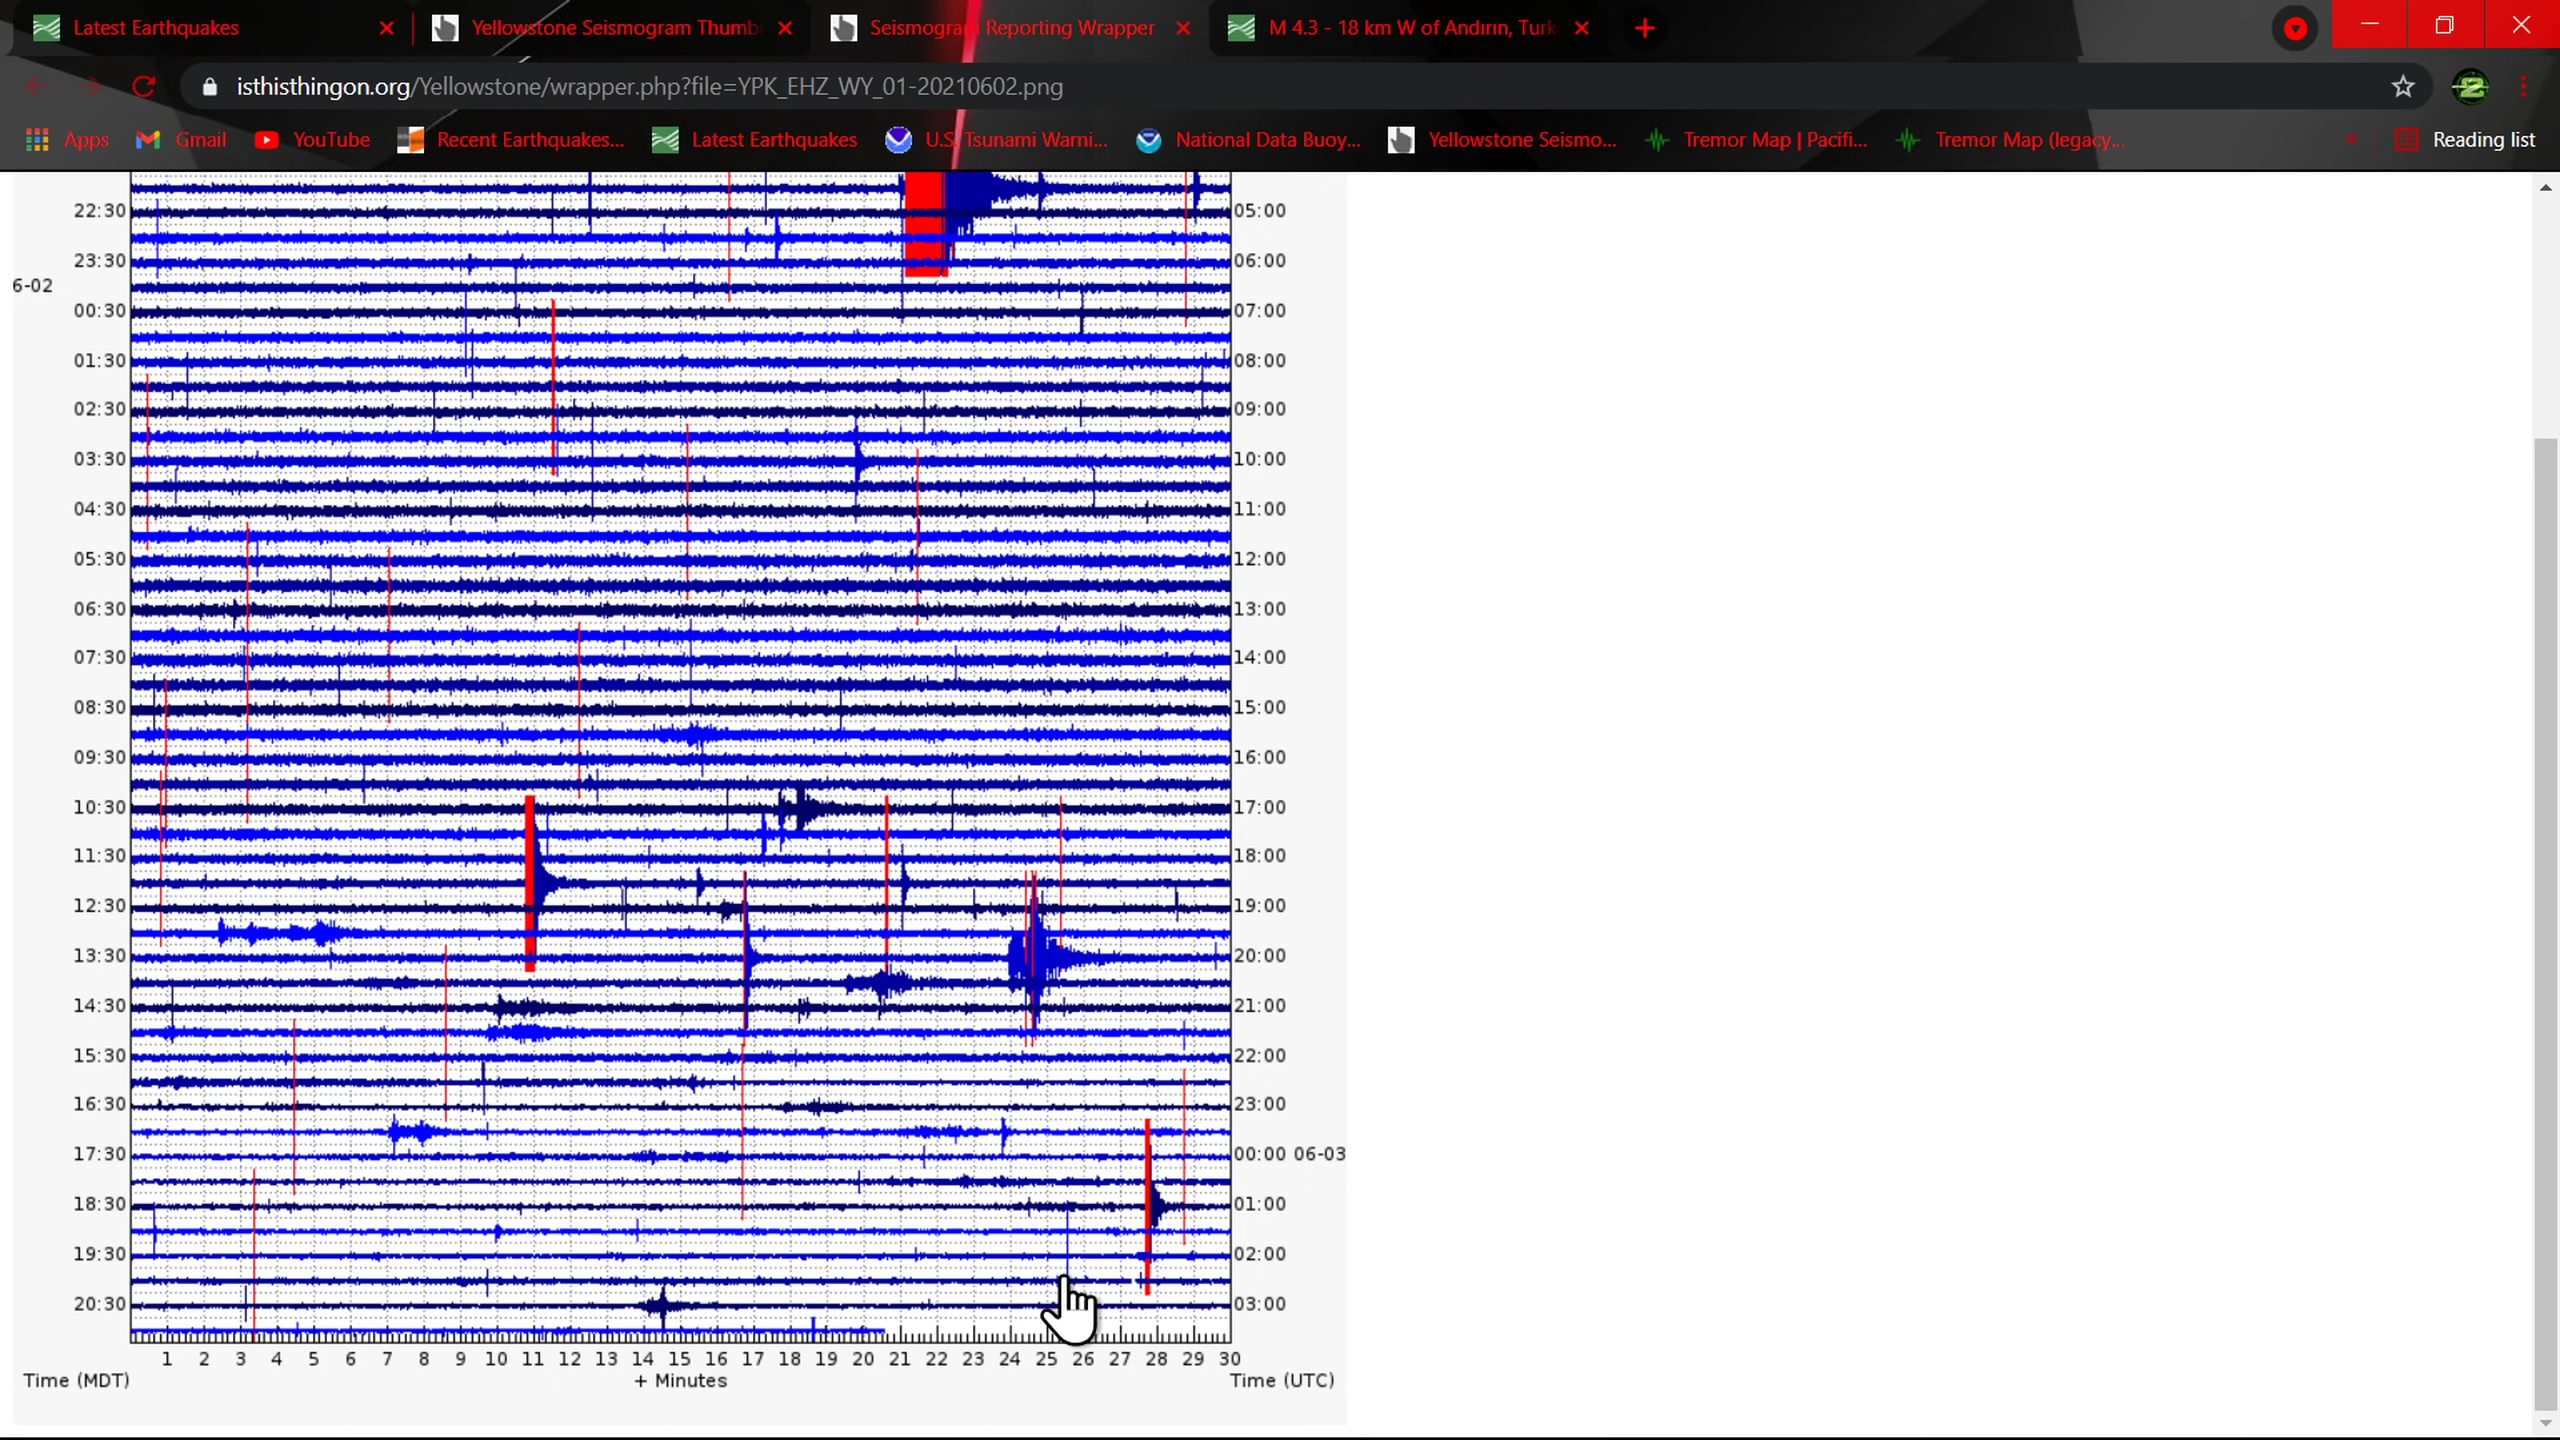 Latest Earthquakes
Yellowstone Seismogram Thumb
Seismogram Reporting Wrapper
M 4.3 - 18 km W of Andırın, Turk
isthisthingon.org/Yellowstone/wrapper.php?file=YPK_EHZ_WY_01-20210602.png
Apps
Gmail
YouTube
Recent Earthquakes...
Latest Earthquakes
U.S. Tsunami Warni...
National Data Buoy...
Yellowstone Seismo...
Tremor Map | Pacifi...
Tremor Map (legacy...
Reading list
22:30 05:00
23:30 06:00
6-02
00:30 07:00
01:30 08:00
02:30 09:00
03:30 10:00
04:30 11:00
05:30 12:00
06:30 13:00
07:30 14:00
08:30 15:00
09:30 16:00
10:30 17:00
11:30 18:00
12:30 19:00
13:30 20:00
14:30 21:00
15:30 22:00
16:30 23:00
17:30 00:00 06-03
18:30 01:00
19:30 02:00
20:30 03:00
1 2 3 4 5 6 7 8 9 10 11 12 13 14 15 16 17 18 19 20 21 22 23 24 25 26 27 28 29 30
Time (MDT) + Minutes Time (UTC)